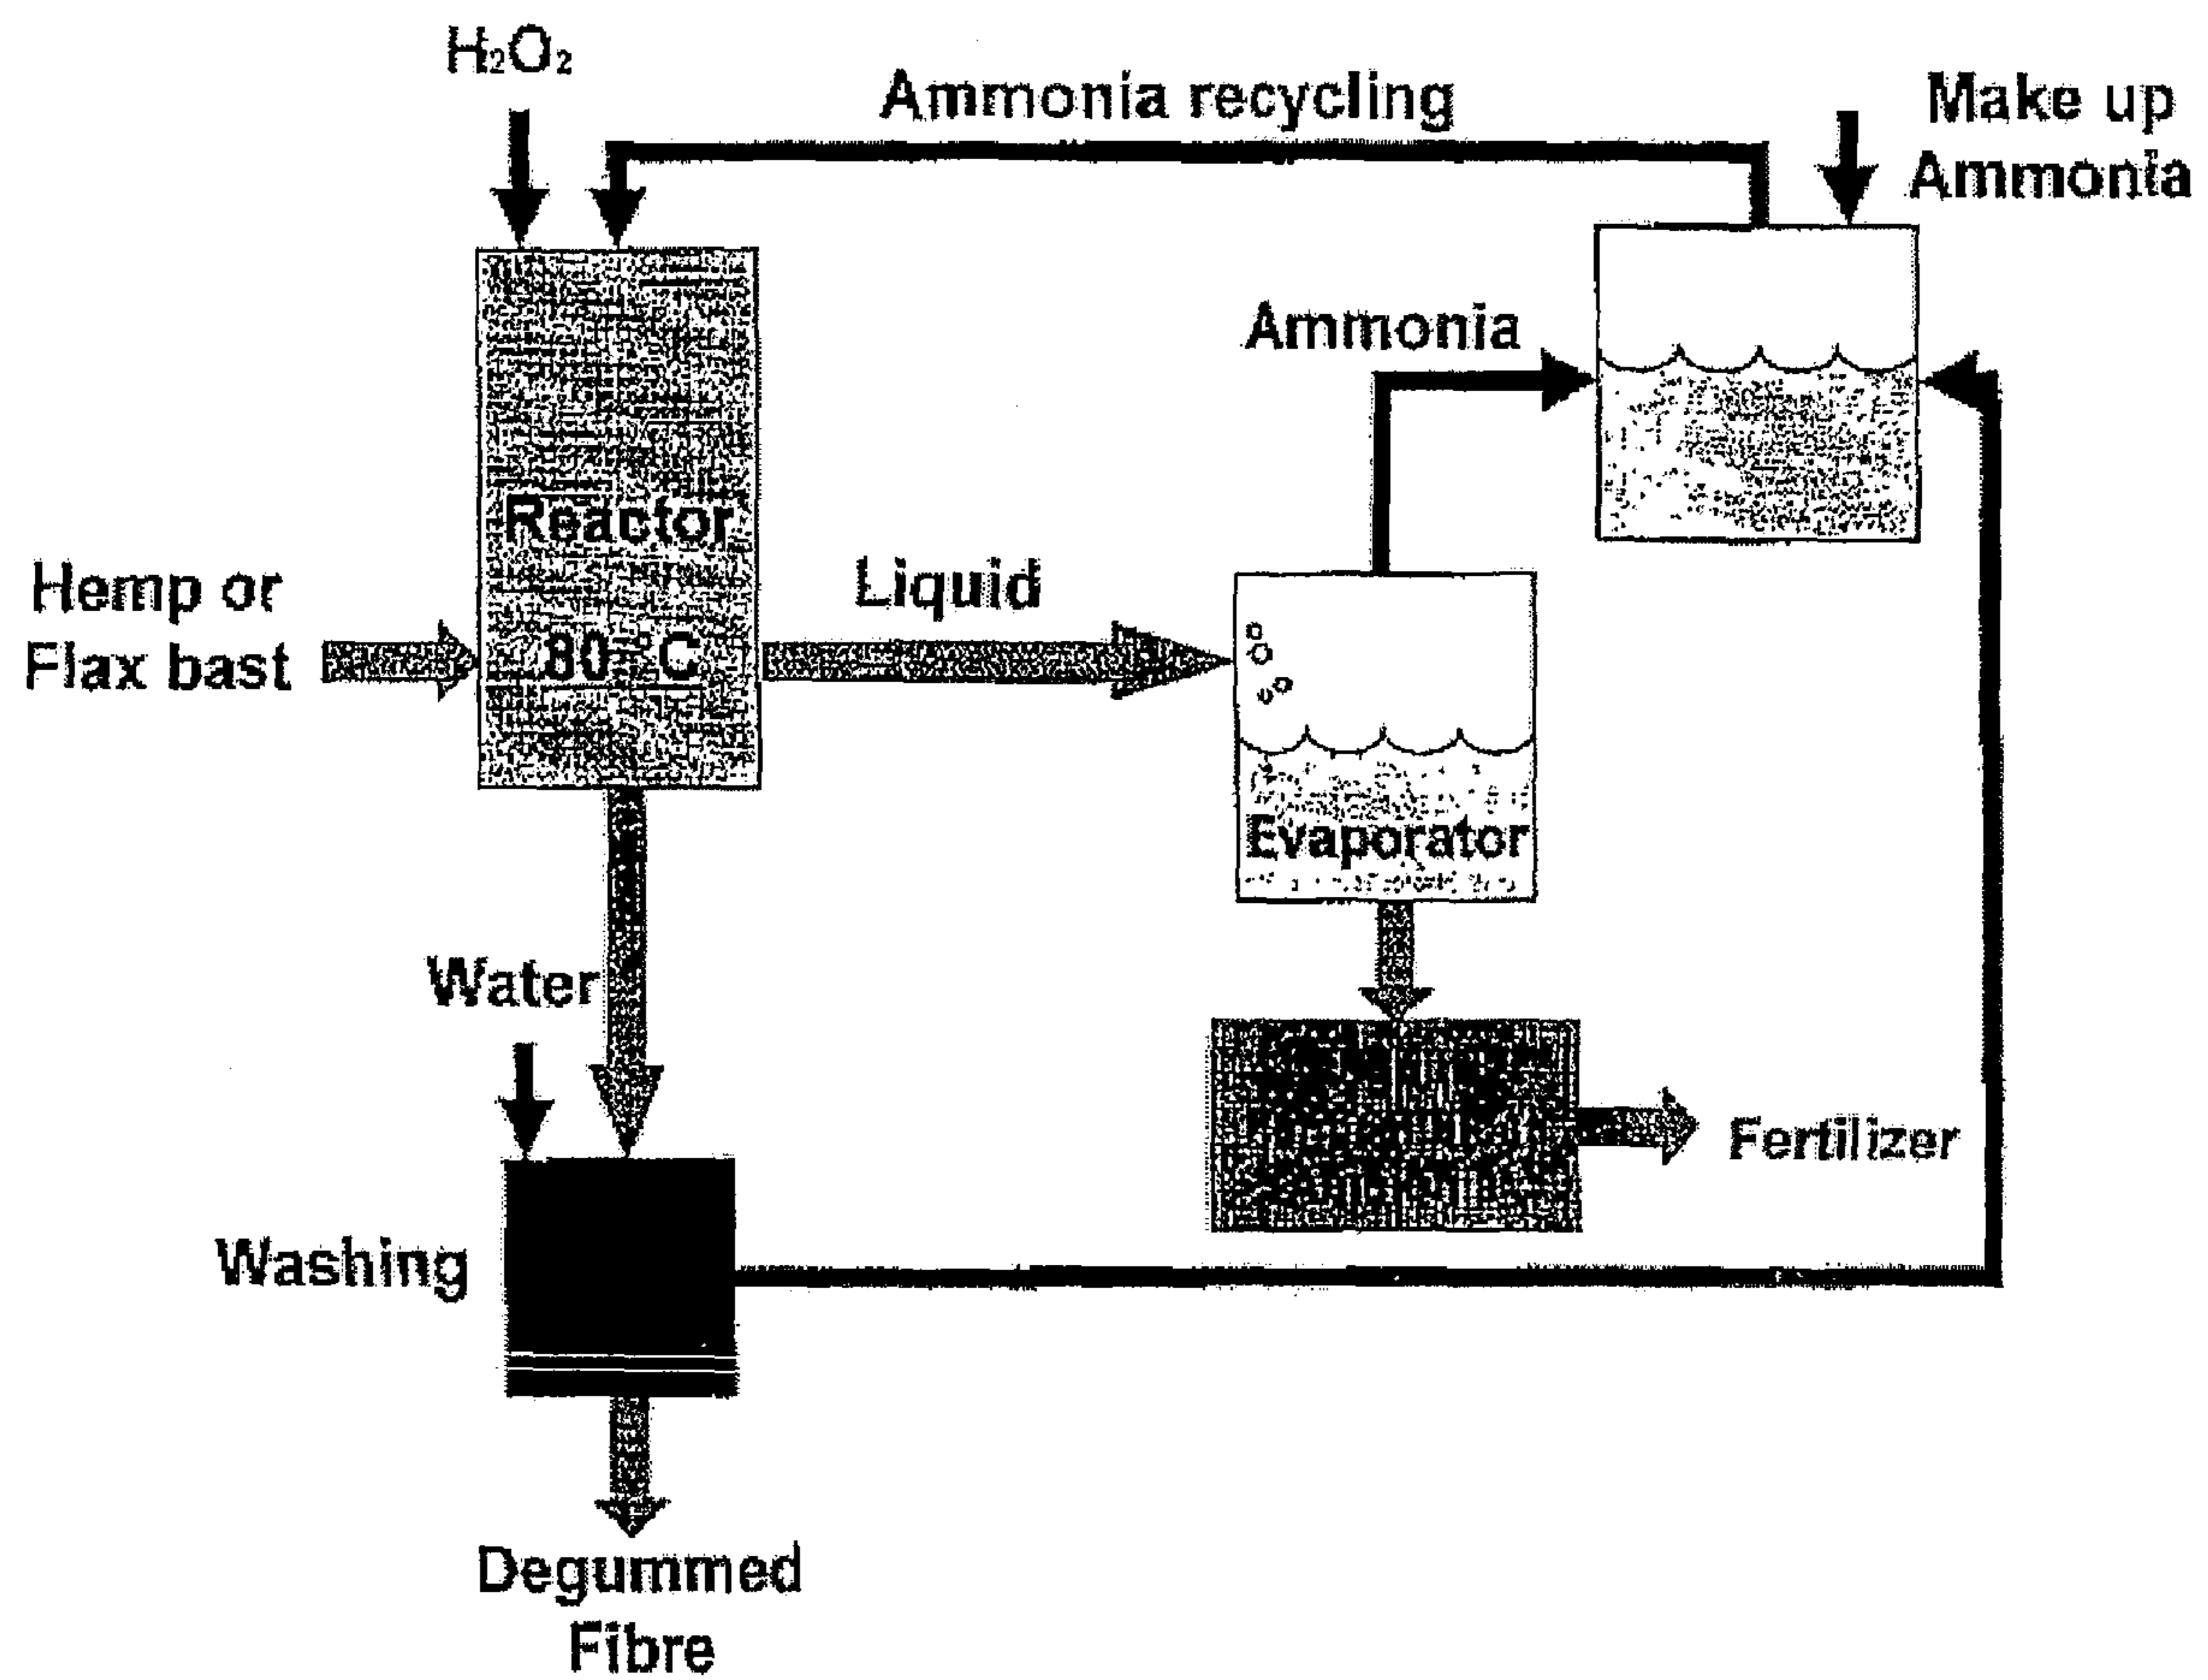 H₂O₂
Ammonia recycling
Make up
Ammonia
Ammonia
Reactor
80 °C
Hemp or
Flax bast
Liquid
Evaporator
Water
Fertilizer
Washing
Degummed
Fibre